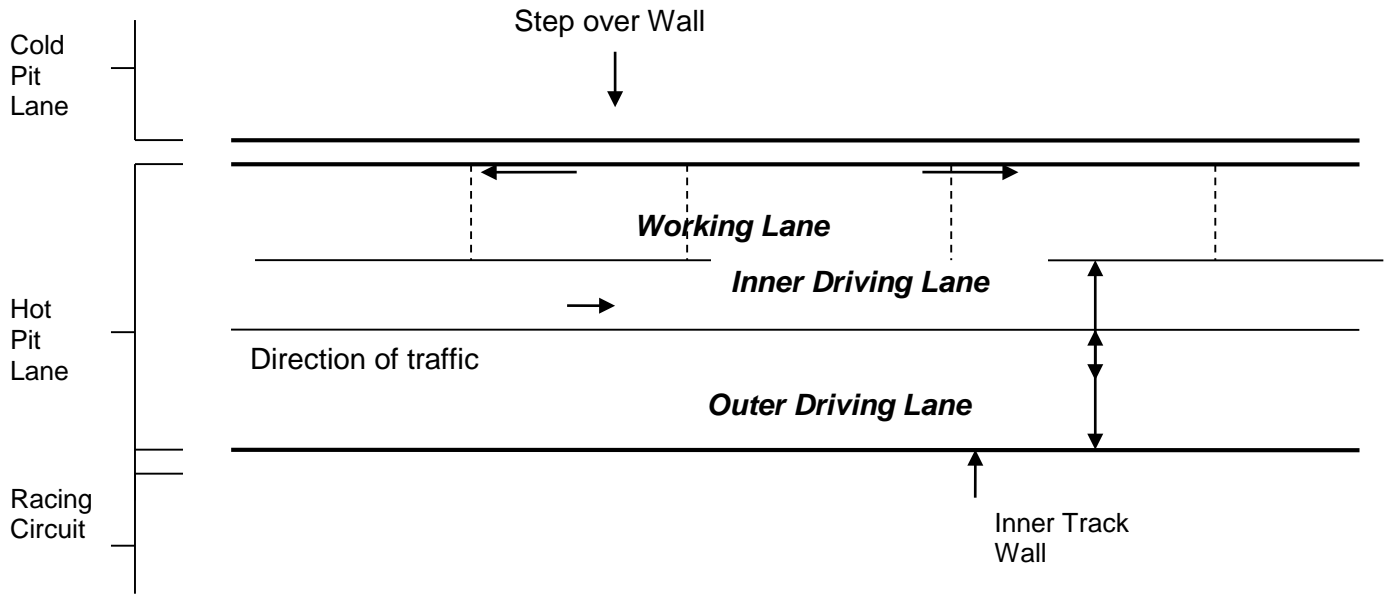 Step over Wall
Cold
Pit
Lane
Working Lane
Inner Driving Lane
Hot
Pit
Lane
Direction of traffic
Outer Driving Lane
Racing
Circuit
Inner Track
Wall